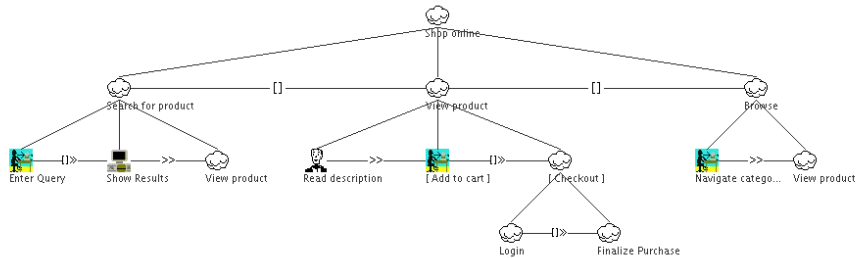 Shop online
[] []
Search for product View product Browse
[]>> >> >> []>> >>
Enter Query Show Results View product Read description [ Add to cart ] [ Checkout ] Navigate catego... View product
[]>>
Login Finalize Purchase